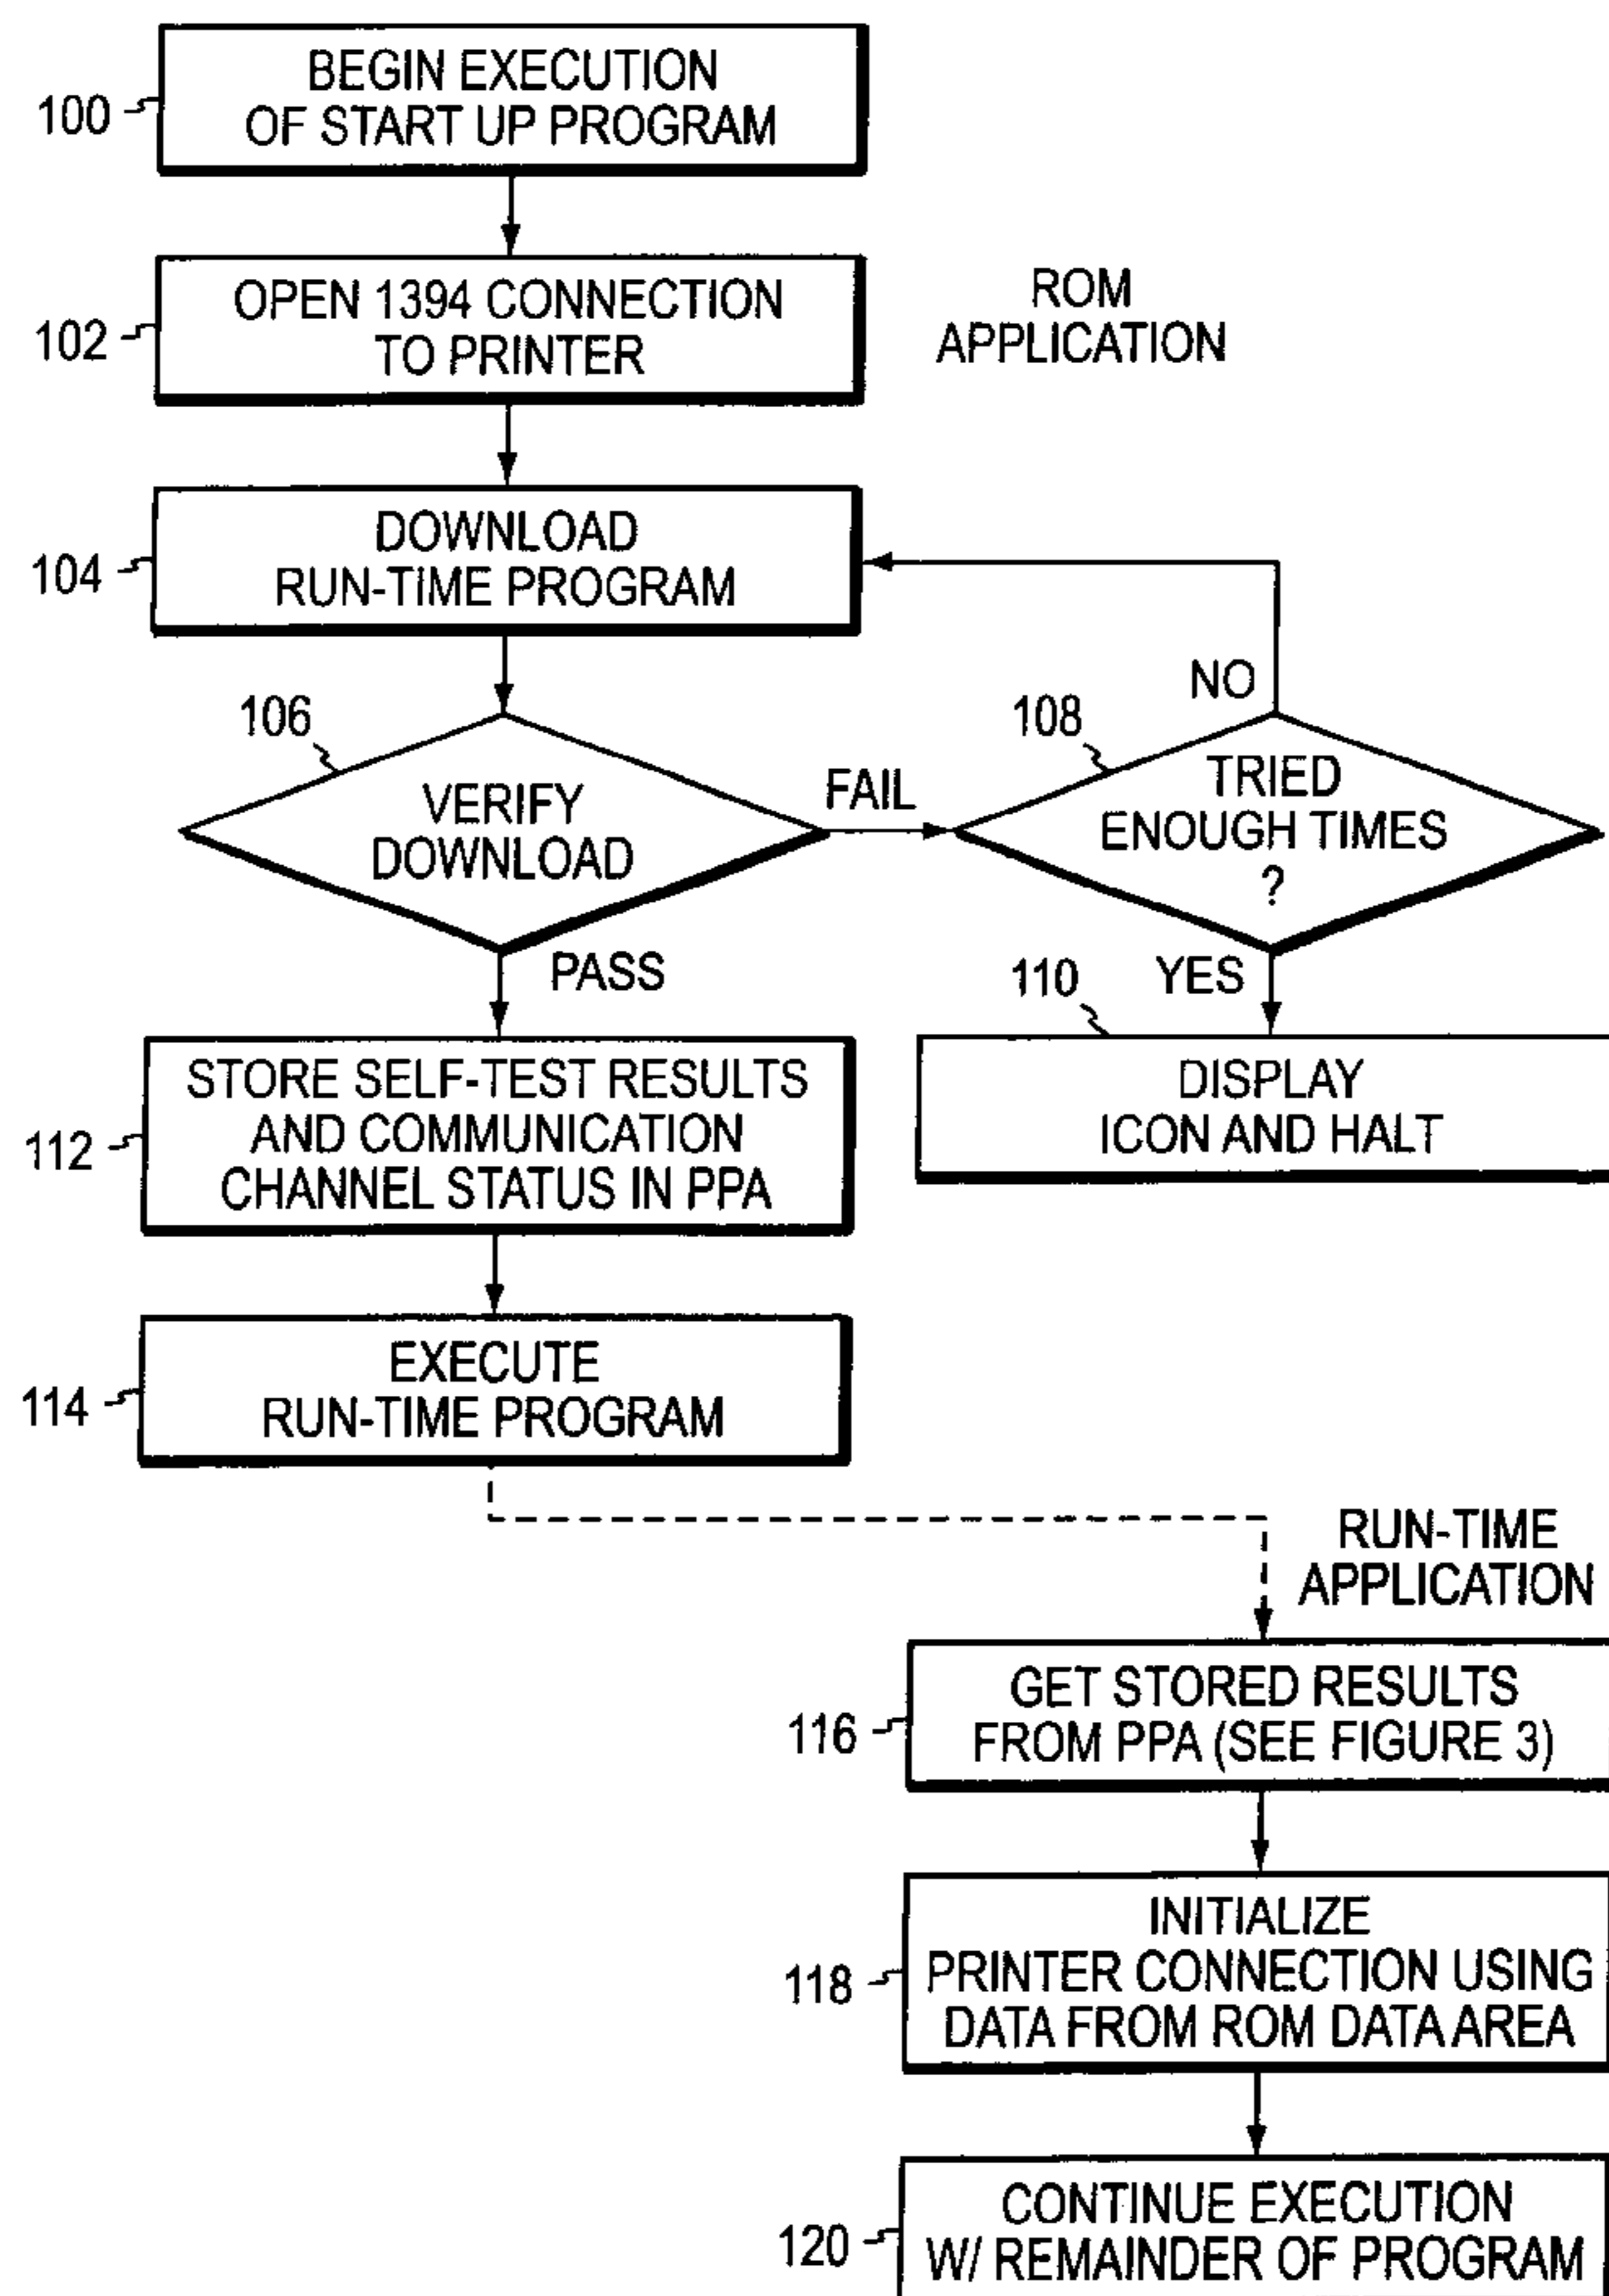 100
BEGIN EXECUTION
OF START UP PROGRAM
102
OPEN 1394 CONNECTION
TO PRINTER
ROM
APPLICATION
104
DOWNLOAD
RUN-TIME PROGRAM
106
VERIFY
DOWNLOAD
FAIL
PASS
NO
108
TRIED
ENOUGH TIMES
?
YES
110
DISPLAY
ICON AND HALT
112
STORE SELF-TEST RESULTS
AND COMMUNICATION
CHANNEL STATUS IN PPA
114
EXECUTE
RUN-TIME PROGRAM
RUN-TIME
APPLICATION
116
GET STORED RESULTS
FROM PPA (SEE FIGURE 3)
118
INITIALIZE
PRINTER CONNECTION USING
DATA FROM ROM DATA AREA
120
CONTINUE EXECUTION
W/ REMAINDER OF PROGRAM